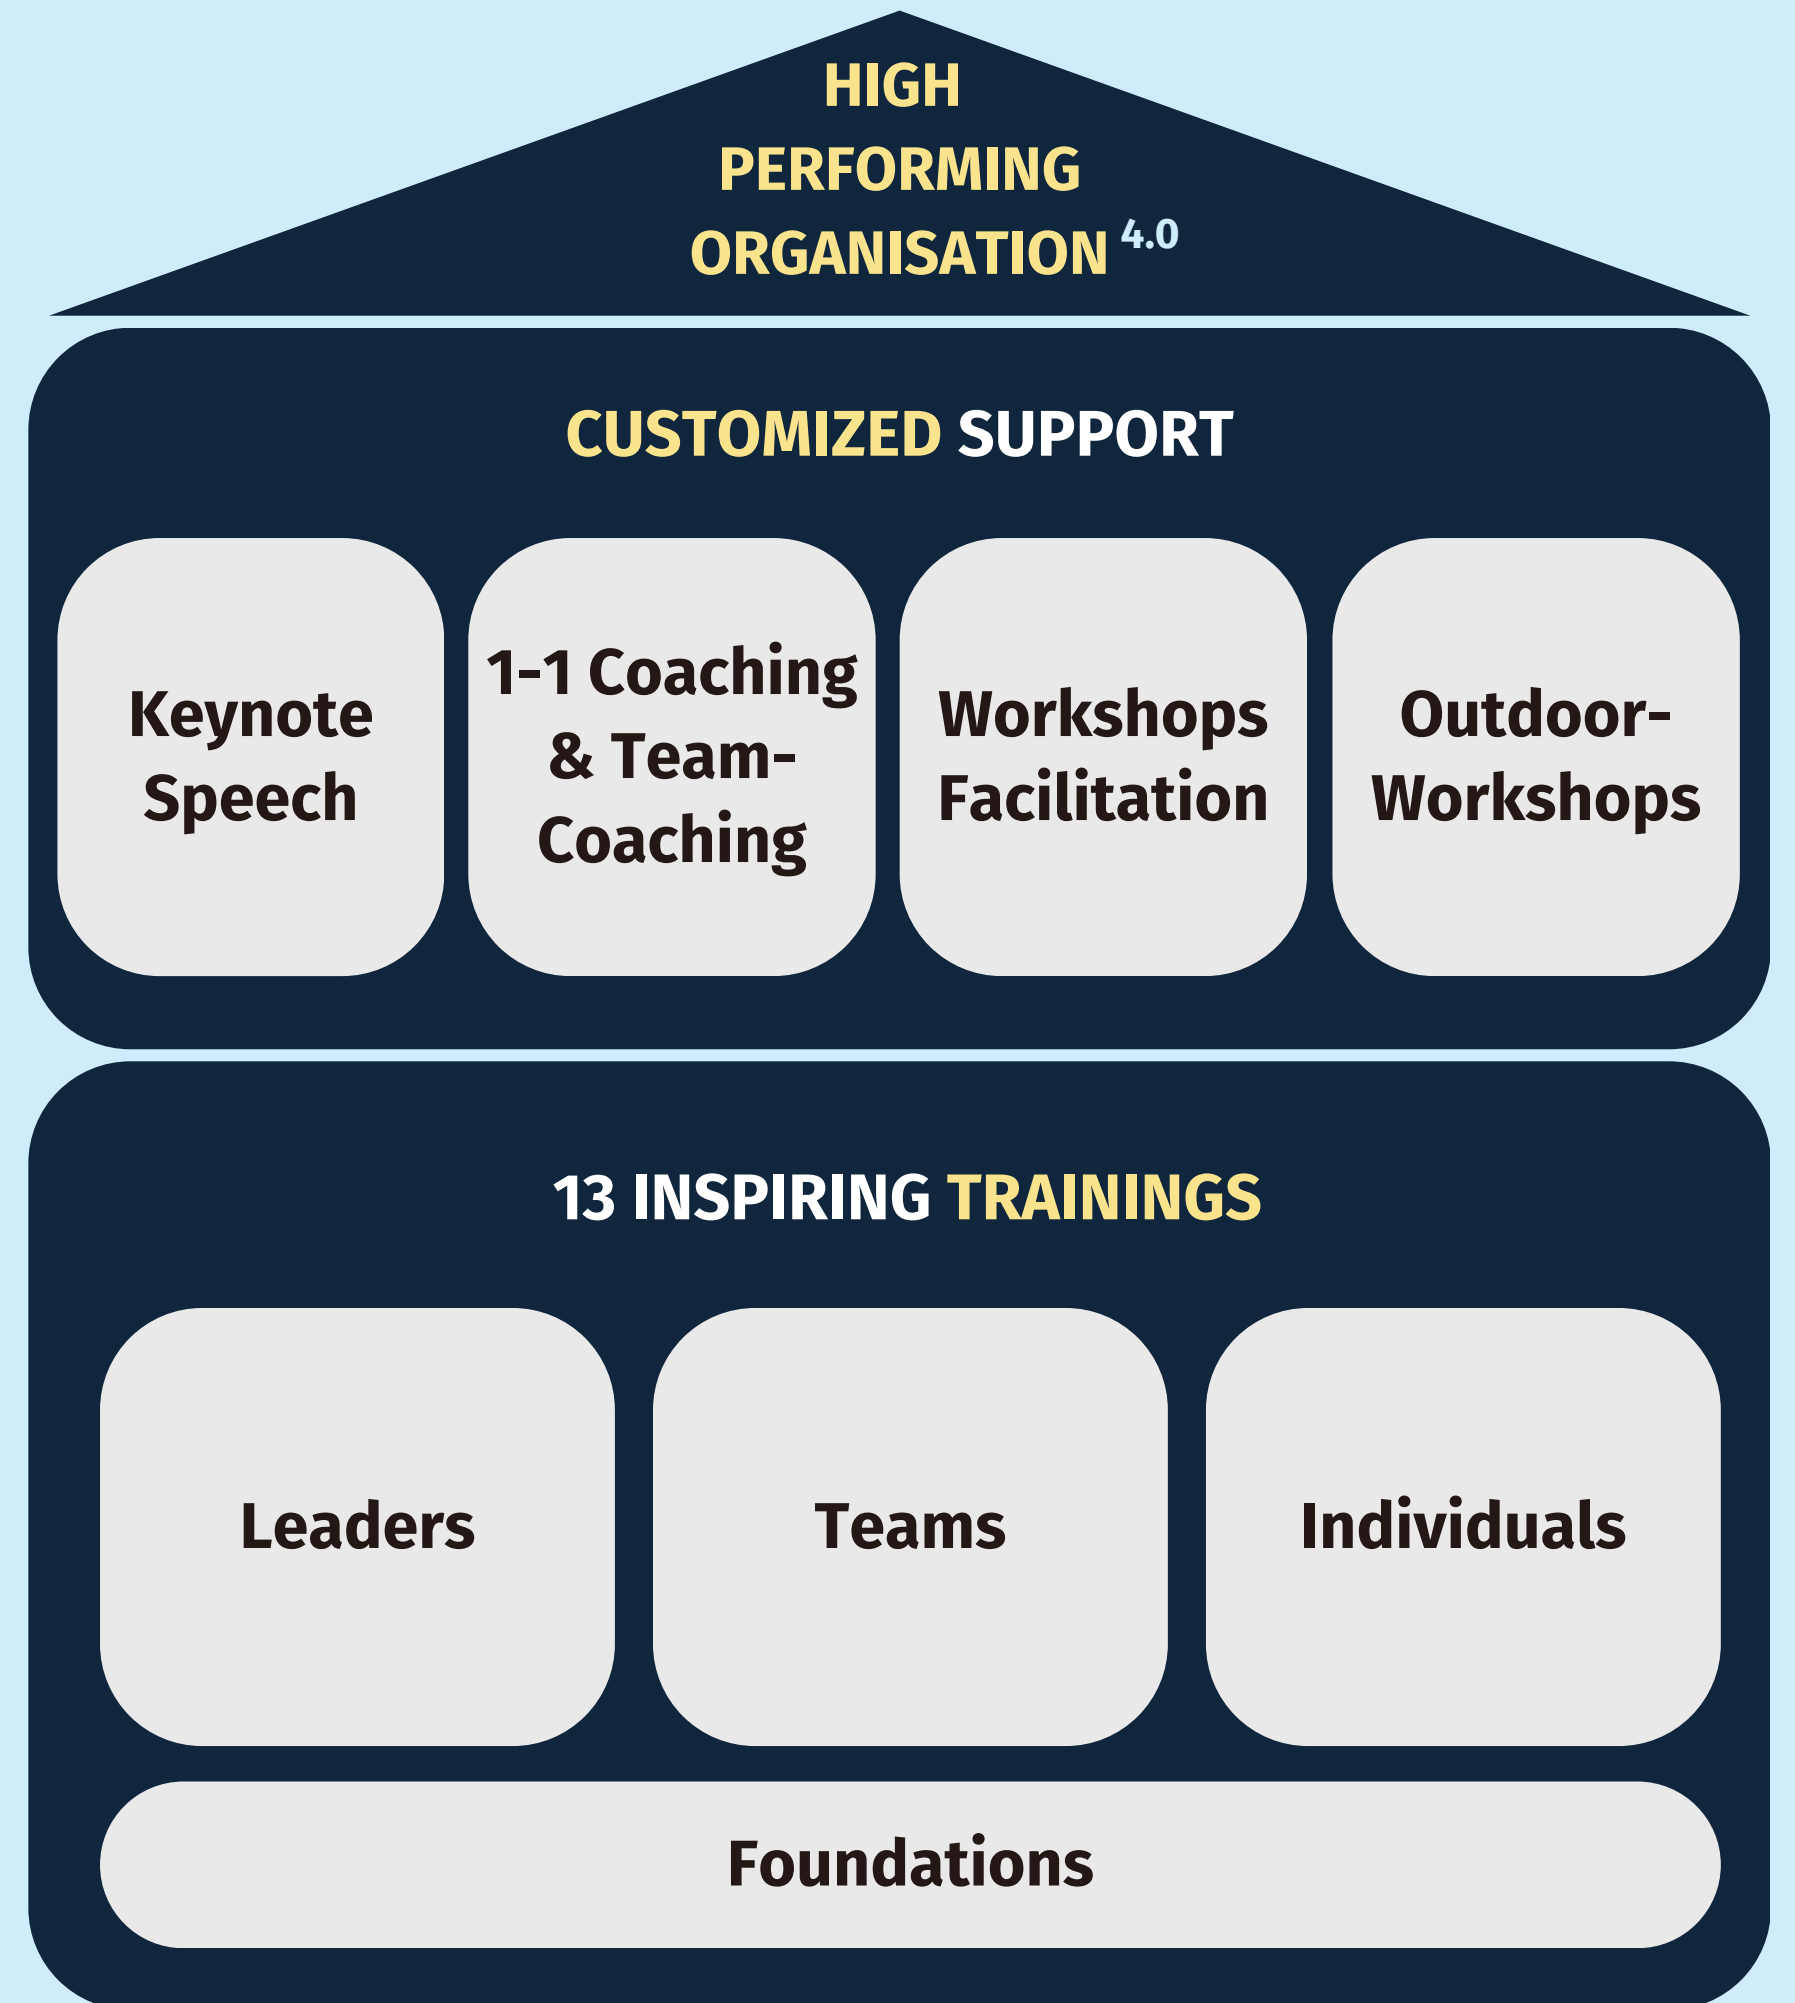 HIGH
PERFORMING
ORGANISATION 4.0
CUSTOMIZED SUPPORT
Keynote
Speech
1-1 Coaching
& Team-
Coaching
Workshops
Facilitation
Outdoor-
Workshops
13 INSPIRING TRAININGS
Leaders
Teams
Individuals
Foundations